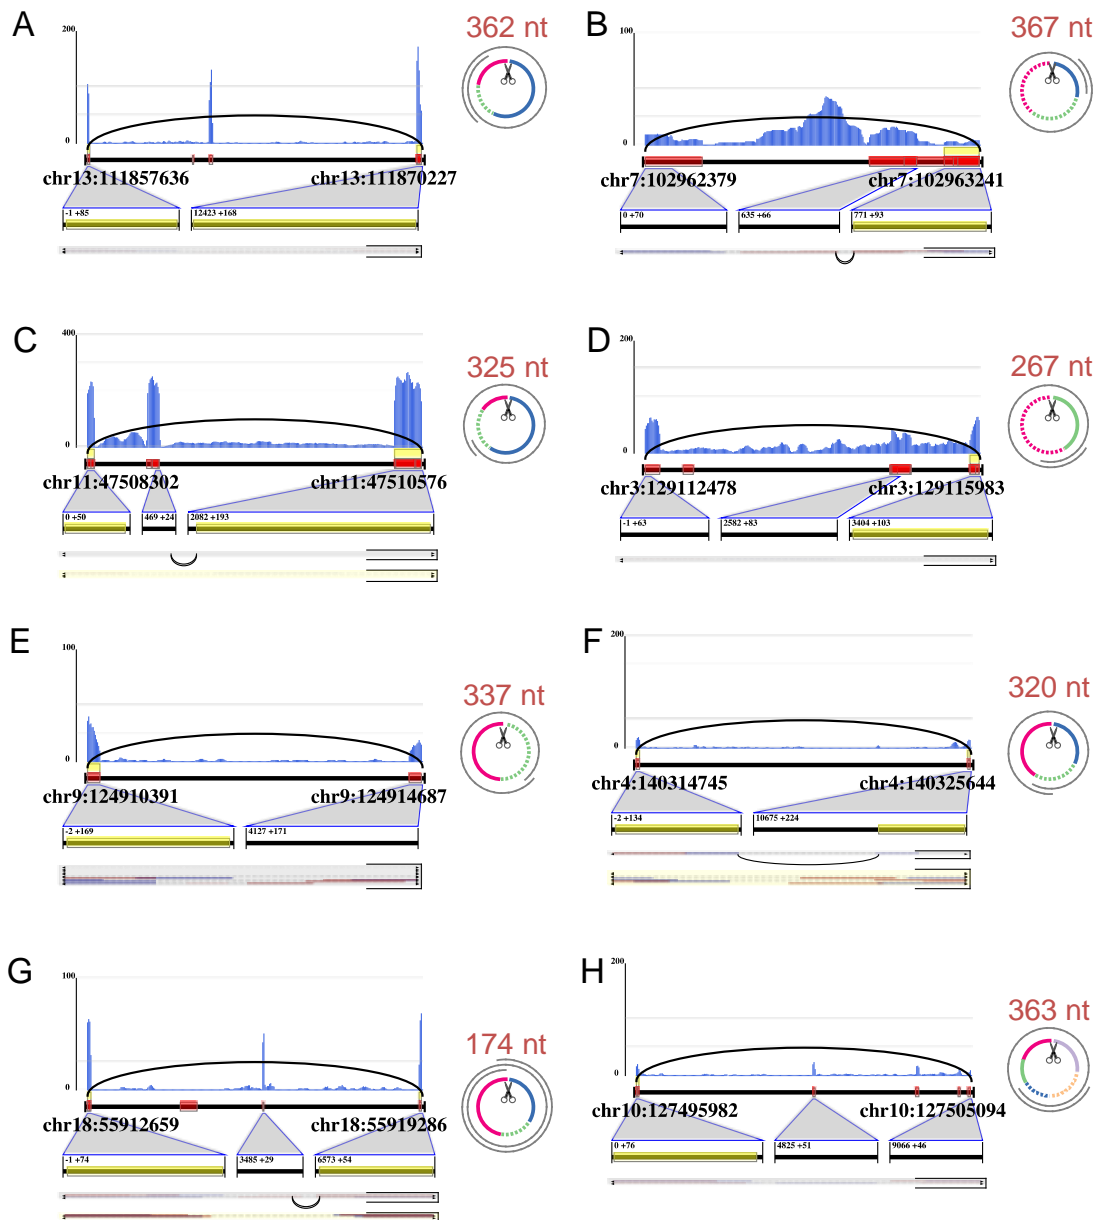 A
200
0
362 nt
chr13:111857636
chr13:111870227
-1 +85
12423 +168
B
100
0
367 nt
chr7:102962379
chr7:102963241
0 +70
635 +66
771 +93
C
400
0
325 nt
chr11:47508302
chr11:47510576
0 +50
469 +24
2082 +193
D
200
0
267 nt
chr3:129112478
chr3:129115983
-1 +63
2582 +83
3404 +103
E
100
0
337 nt
chr9:124910391
chr9:124914687
-2 +169
4127 +171
F
200
0
320 nt
chr4:140314745
chr4:140325644
-2 +134
10675 +224
G
100
0
174 nt
chr18:55912659
chr18:55919286
-1 +74
3485 +29
6573 +54
H
200
0
363 nt
chr10:127495982
chr10:127505094
0 +76
4825 +51
9066 +46